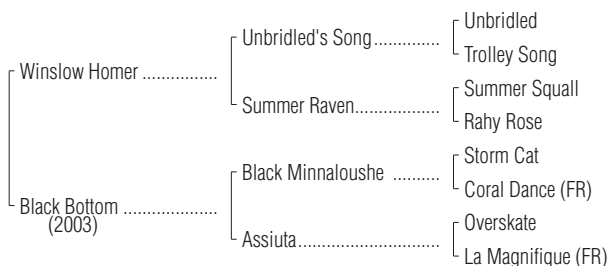 Unbridled
Unbridled's Song..............
Trolley Song
Winslow Homer ................
Summer Squall
Summer Raven..................
Rahy Rose
Storm Cat
Black Minnaloushe ..........
Coral Dance (FR)
Black Bottom ....................
(2003)
Overskate
Assiuta..............................
La Magnifique (FR)